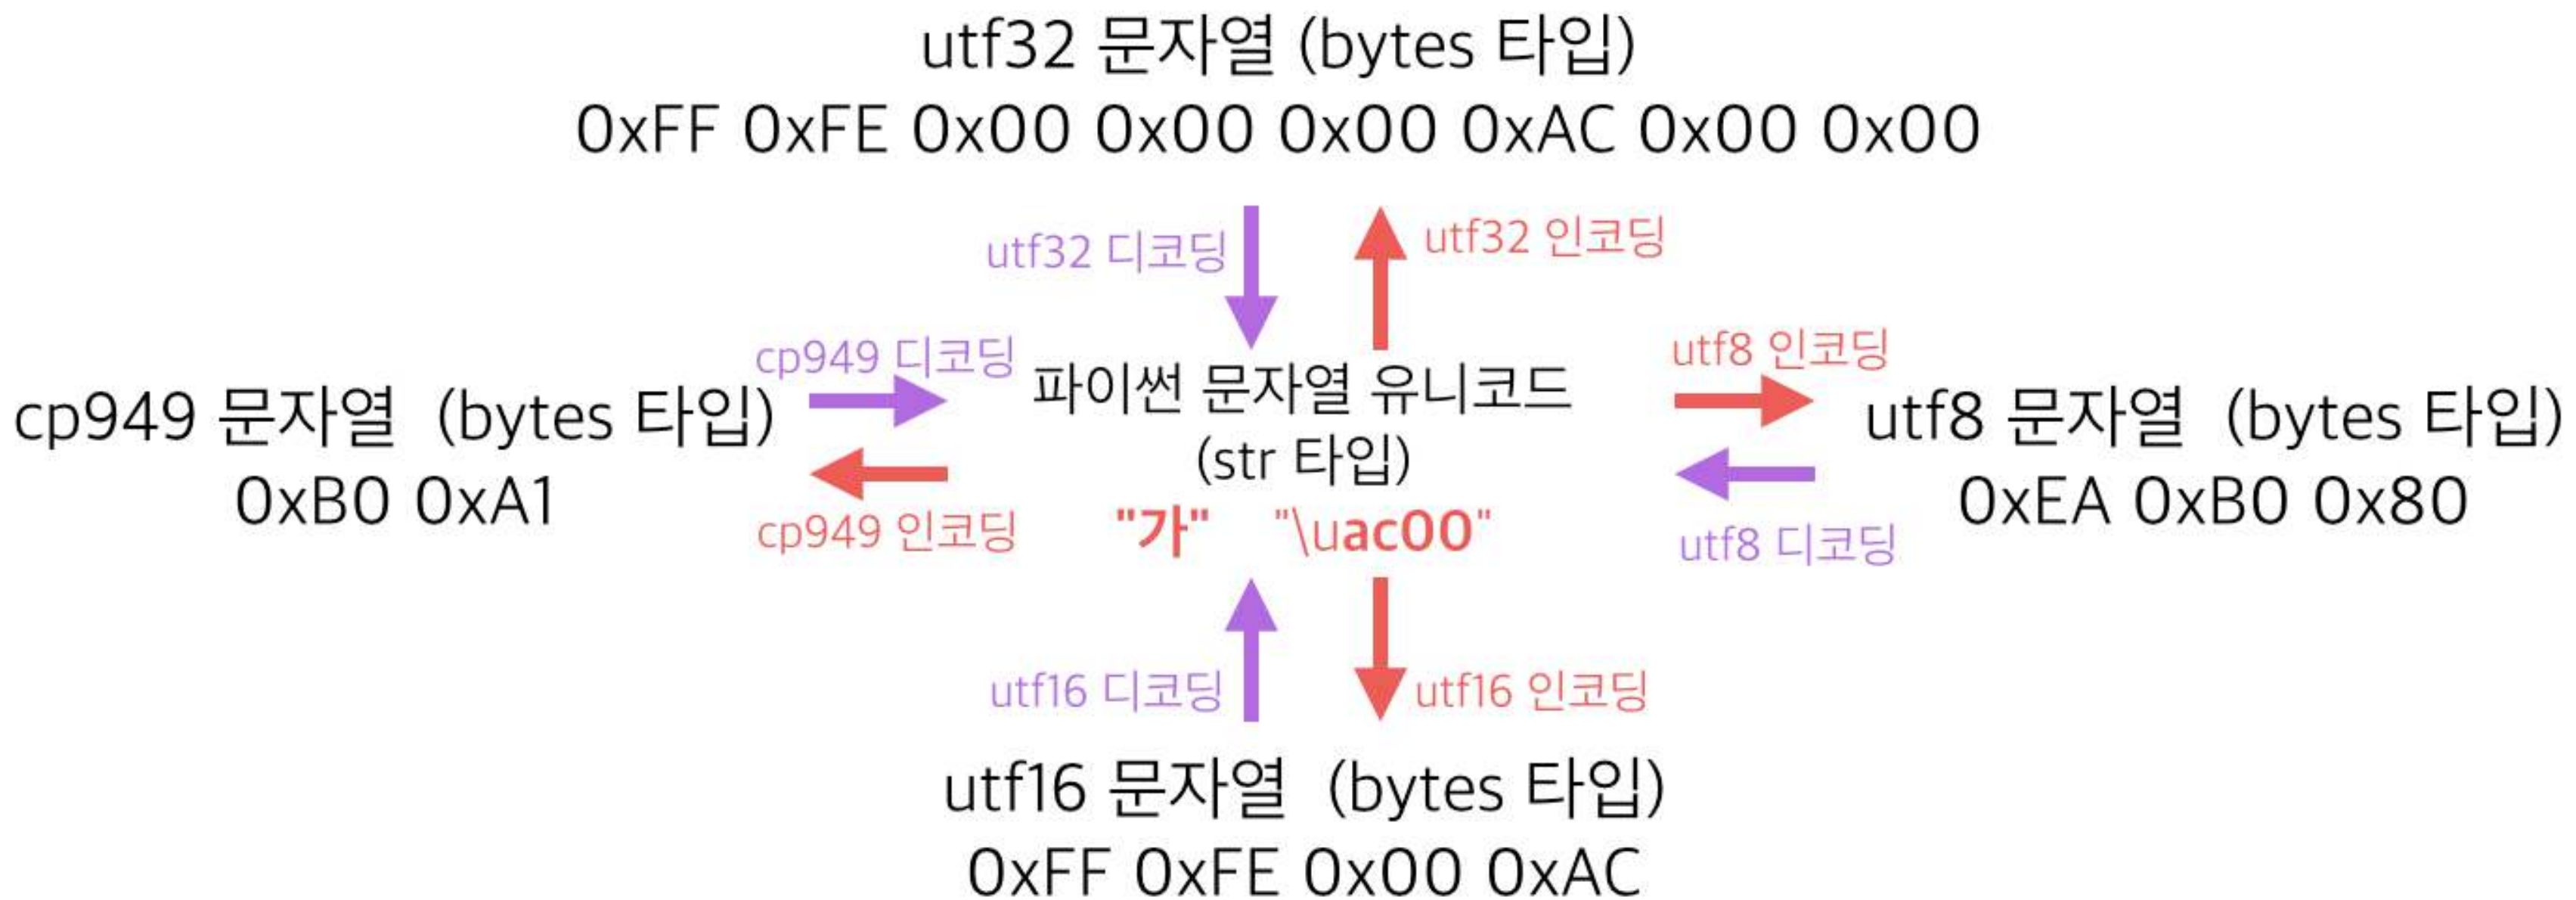 utf32 문자열 (bytes 타입)
0xFF 0xFE 0x00 0x00 0x00 0xAC 0x00 0x00
utf32 디코딩
utf32 인코딩
cp949 디코딩
cp949 문자열 (bytes 타입)
0xB0 0xA1
cp949 인코딩
파이썬 문자열 유니코드
(str 타입)
"가" "\uac00"
utf8 인코딩
utf8 문자열 (bytes 타입)
0xEA 0xB0 0x80
utf8 디코딩
utf16 디코딩
utf16 인코딩
utf16 문자열 (bytes 타입)
0xFF 0xFE 0x00 0xAC